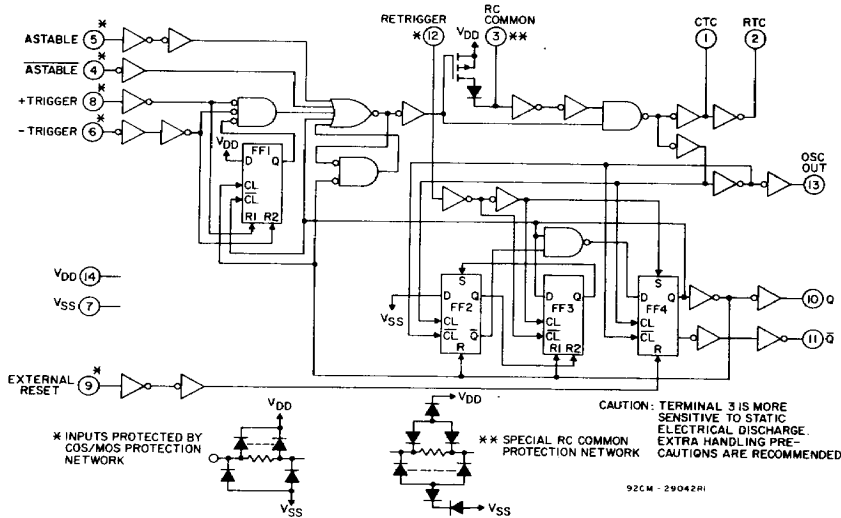 RETRIGGER
* 12
RC
COMMON
3 **
CTC
1
RTC
2
VDD
ASTABLE 5 *
ASTABLE 4 *
+TRIGGER 8 *
-TRIGGER 6 *
VDD
FF1
D Q
CL
CL
R1 R2
OSC
OUT
13
S
D Q
FF2
CL
CL Q
R
VSS
D Q
FF3
CL
CL
R1 R2
S
D Q
FF4
CL
CL
R
10 Q
11 Q
VDD 14
VSS 7
EXTERNAL
RESET 9 *
VDD
* INPUTS PROTECTED BY
COS/MOS PROTECTION
NETWORK
VSS
VDD
** SPECIAL RC COMMON
PROTECTION NETWORK
VSS
CAUTION: TERMINAL 3 IS MORE
SENSITIVE TO STATIC
ELECTRICAL DISCHARGE.
EXTRA HANDLING PRE-
CAUTIONS ARE RECOMMENDED
92CM - 29042R1